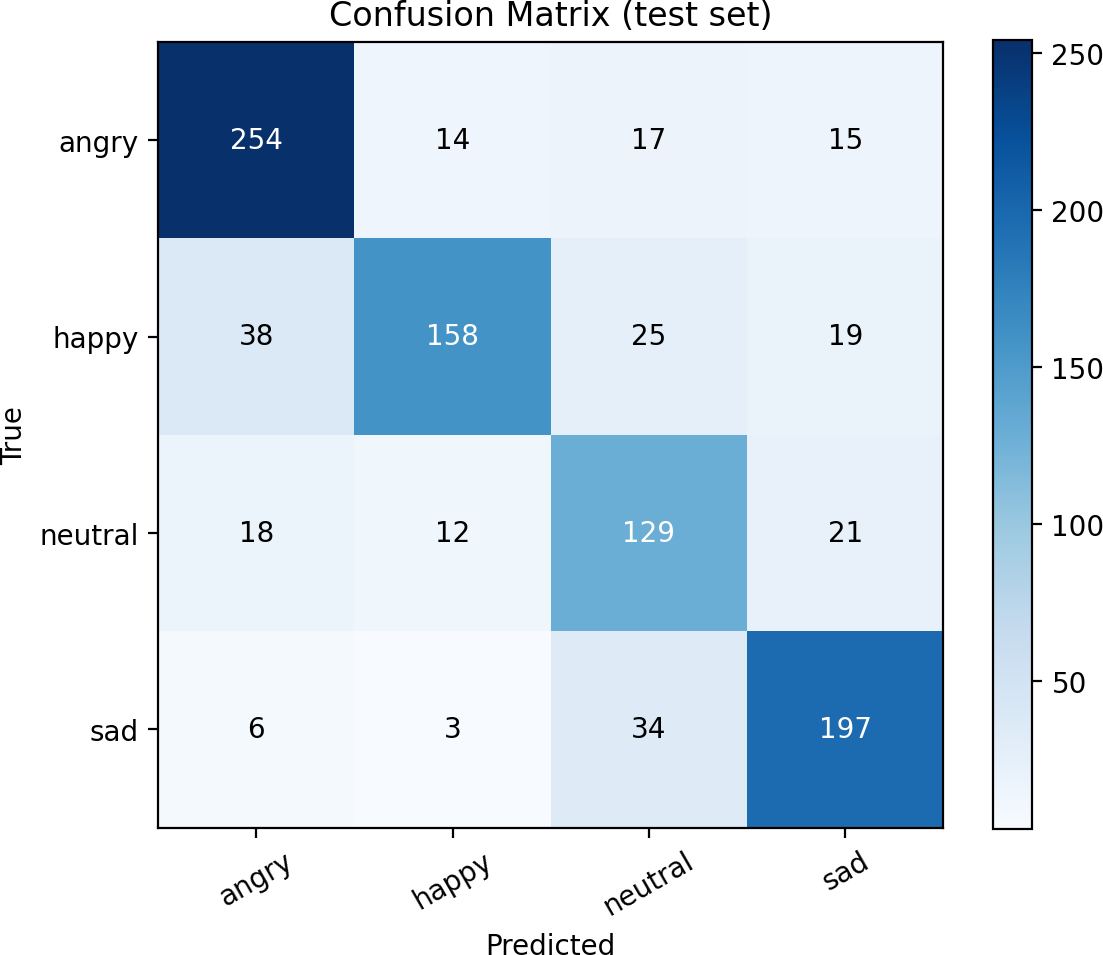 Confusion Matrix (test set)
250
angry 254 14 17 15
200
happy 38 158 25 19
150
True
neutral 18 12 129 21
100
50
sad 6 3 34 197
angry happy neutral sad
Predicted